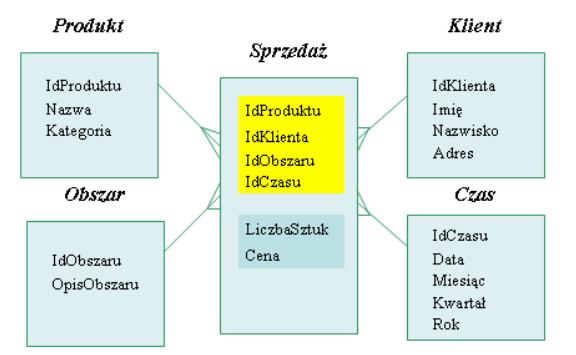 Produkt
IdProduktu
Nazwa
Kategoria
Obszar
IdObszaru
OpisObszaru
Sprzedaż
IdProduktu
IdKlienta
IdObszaru
IdCzasu
LiczbaSztuk
Cena
Klient
IdKlienta
Imię
Nazwisko
Adres
Czas
IdCzasu
Data
Miesiąc
Kwartał
Rok